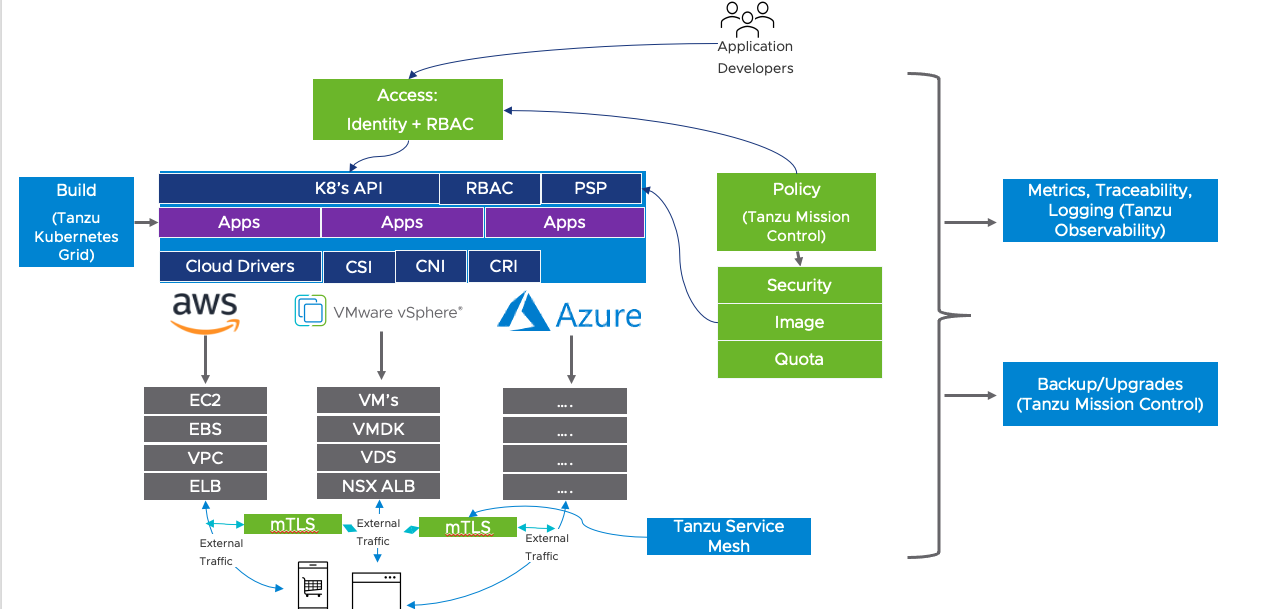 Application
Developers
Access:
Identity + RBAC
Build
(Tanzu
Kubernetes
Grid)
K8's API
RBAC
PSP
Apps
Apps
Apps
Cloud Drivers
CSI
CNI
CRI
Policy
(Tanzu Mission
Control)
Security
Image
Quota
Metrics, Traceability,
Logging (Tanzu
Observability)
Backup/Upgrades
(Tanzu Mission Control)
aws
VMware vSphere®
Azure
EC2
EBS
VPC
ELB
VM's
VMDK
VDS
NSX ALB
....
....
....
....
mTLS
External
Traffic
mTLS
External
Traffic
External
Traffic
Tanzu Service
Mesh